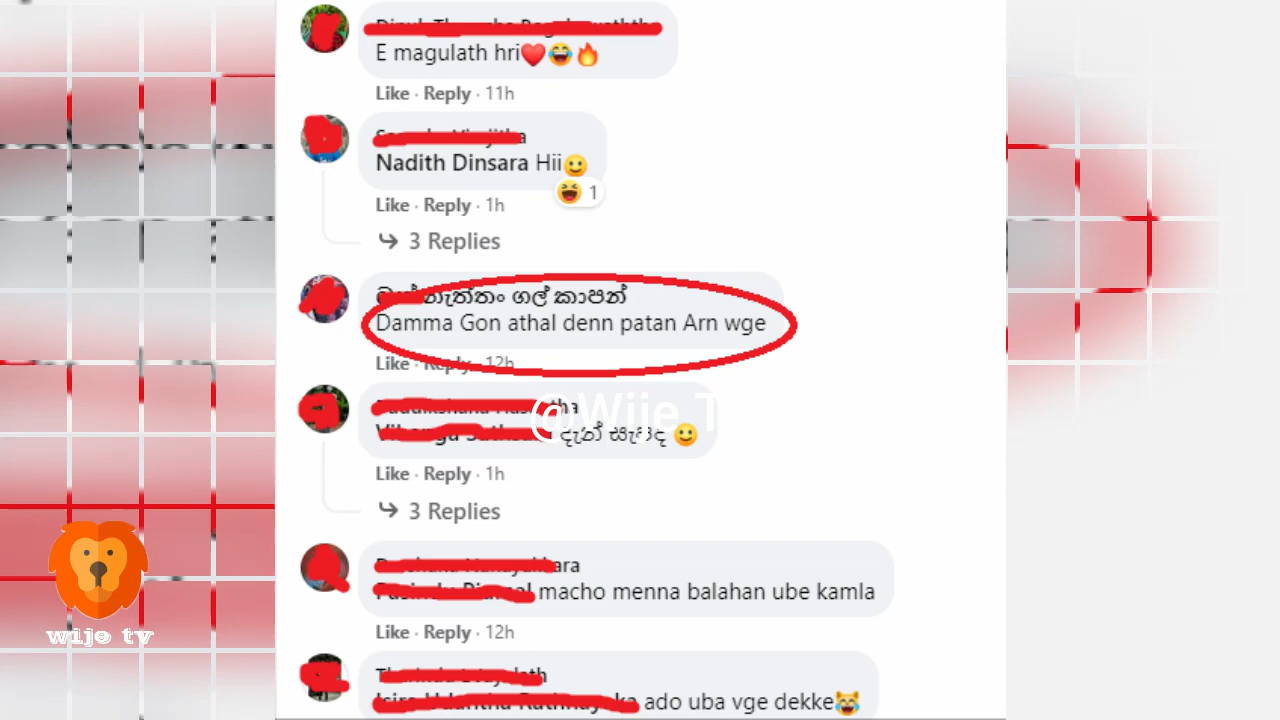 E magulath hri❤️😂🔥
Like · Reply · 11h
Nadith Dinsara Hii🙂
😆 1
Like · Reply · 1h
↪ 3 Replies
ගල් කාපන්
Damma Gon athal denn patan Arn wge
Like · Reply · 12h
@Wije T
දැන් සැපද 🙂
Like · Reply · 1h
↪ 3 Replies
macho menna balahan ube kamla
Like · Reply · 12h
ado uba vge dekke😹
wije tv